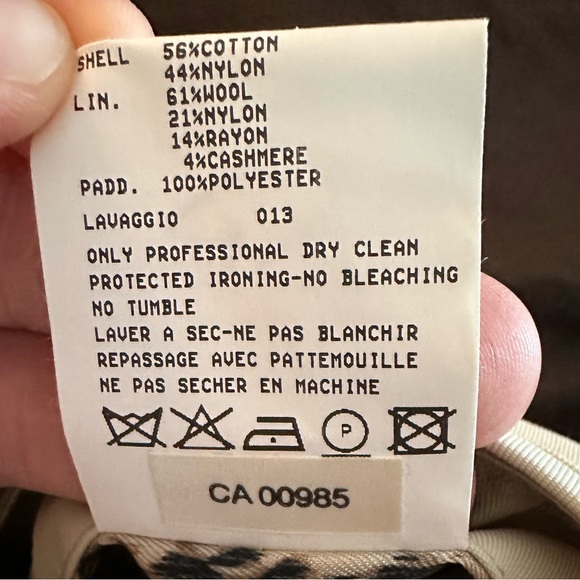 SHELL 56%COTTON
44%NYLON
LIN. 61%WOOL
21%NYLON
14%RAYON
4%CASHMERE
PADD. 100%POLYESTER
LAVAGGIO 013
ONLY PROFESSIONAL DRY CLEAN
PROTECTED IRONING-NO BLEACHING
NO TUMBLE
LAVER A SEC-NE PAS BLANCHIR
REPASSAGE AVEC PATTEMOUILLE
NE PAS SECHER EN MACHINE
P
CA 00985